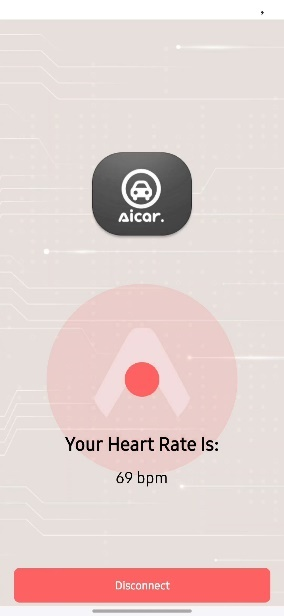 Aicar.
Your Heart Rate Is:
69 bpm
Disconnect